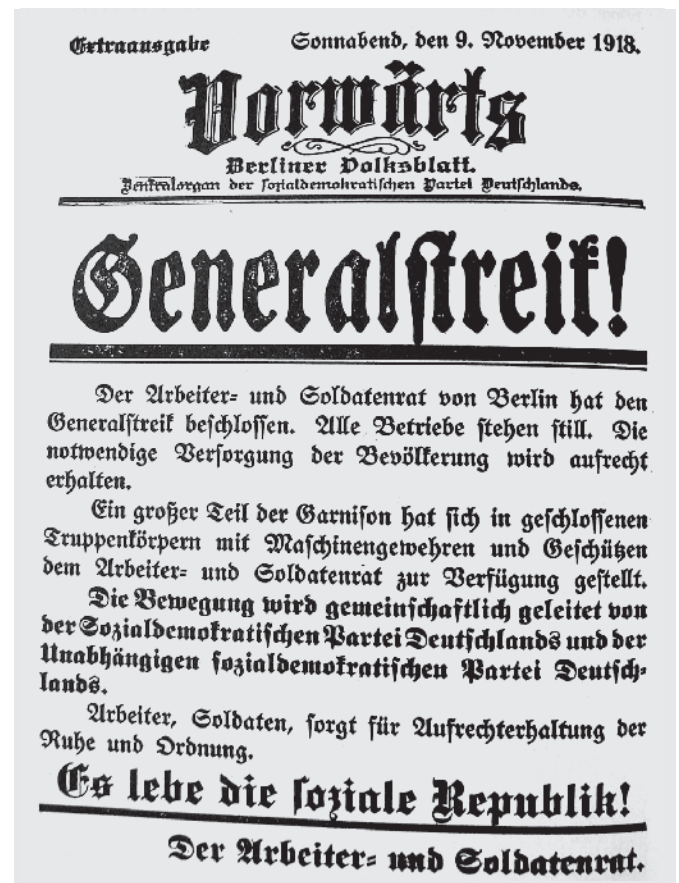 Extraausgabe
Sonnabend, den 9. November 1918.
Vorwärts
Berliner Volksblatt.
Zentralorgan der sozialdemokratischen Partei Deutschlands.
Generalstreik!
Der Arbeiter- und Soldatenrat von Berlin hat den
Generalstreik beschlossen. Alle Betriebe stehen still. Die
notwendige Versorgung der Bevölkerung wird aufrecht
erhalten.
Ein großer Teil der Garnison hat sich in geschlossenen
Truppenkörpern mit Maschinengewehren und Geschützen
dem Arbeiter- und Soldatenrat zur Verfügung gestellt.
Die Bewegung wird gemeinschaftlich geleitet von
der Sozialdemokratischen Partei Deutschlands und der
Unabhängigen sozialdemokratischen Partei Deutsch-
lands.
Arbeiter, Soldaten, sorgt für Aufrechterhaltung der
Ruhe und Ordnung.
Es lebe die soziale Republik!
Der Arbeiter- und Soldatenrat.